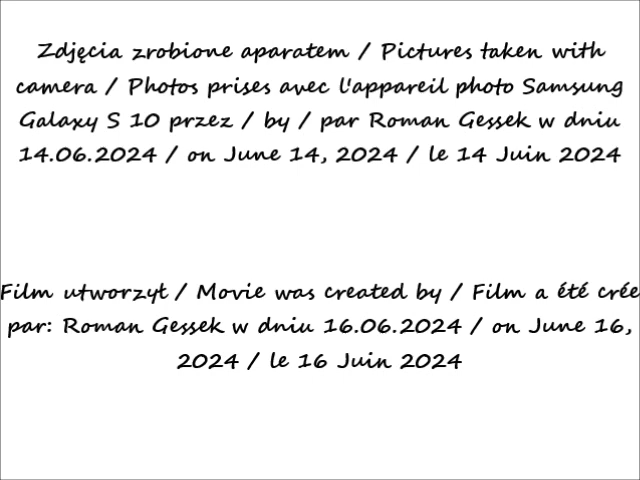 Zdjęcia zrobione aparatem / Pictures taken with
camera / Photos prises avec l'appareil photo Samsung
Galaxy S 10 przez / by / par Roman Gessek w dniu
14.06.2024 / on June 14, 2024 / le 14 Juin 2024
Film utworzył / Movie was created by / Film a été crée
par: Roman Gessek w dniu 16.06.2024 / on June 16,
2024 / le 16 Juin 2024